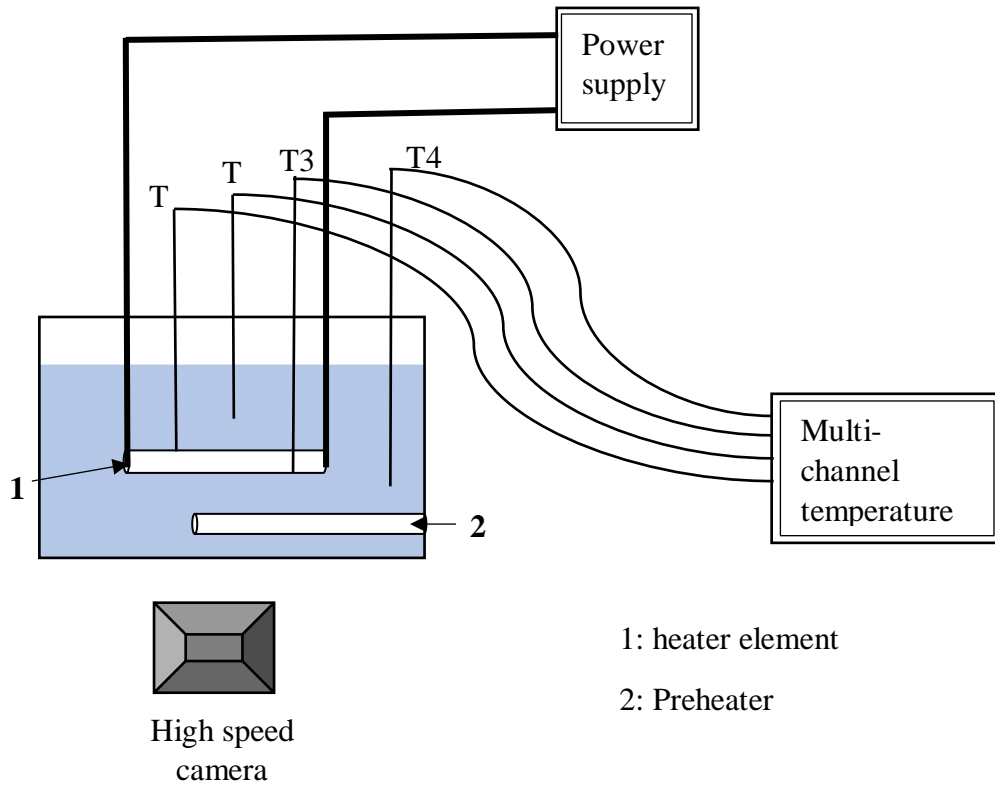 Power
supply
T
T
T3
T4
Multi-
channel
temperature
1
2
1: heater element
2: Preheater
High speed
camera